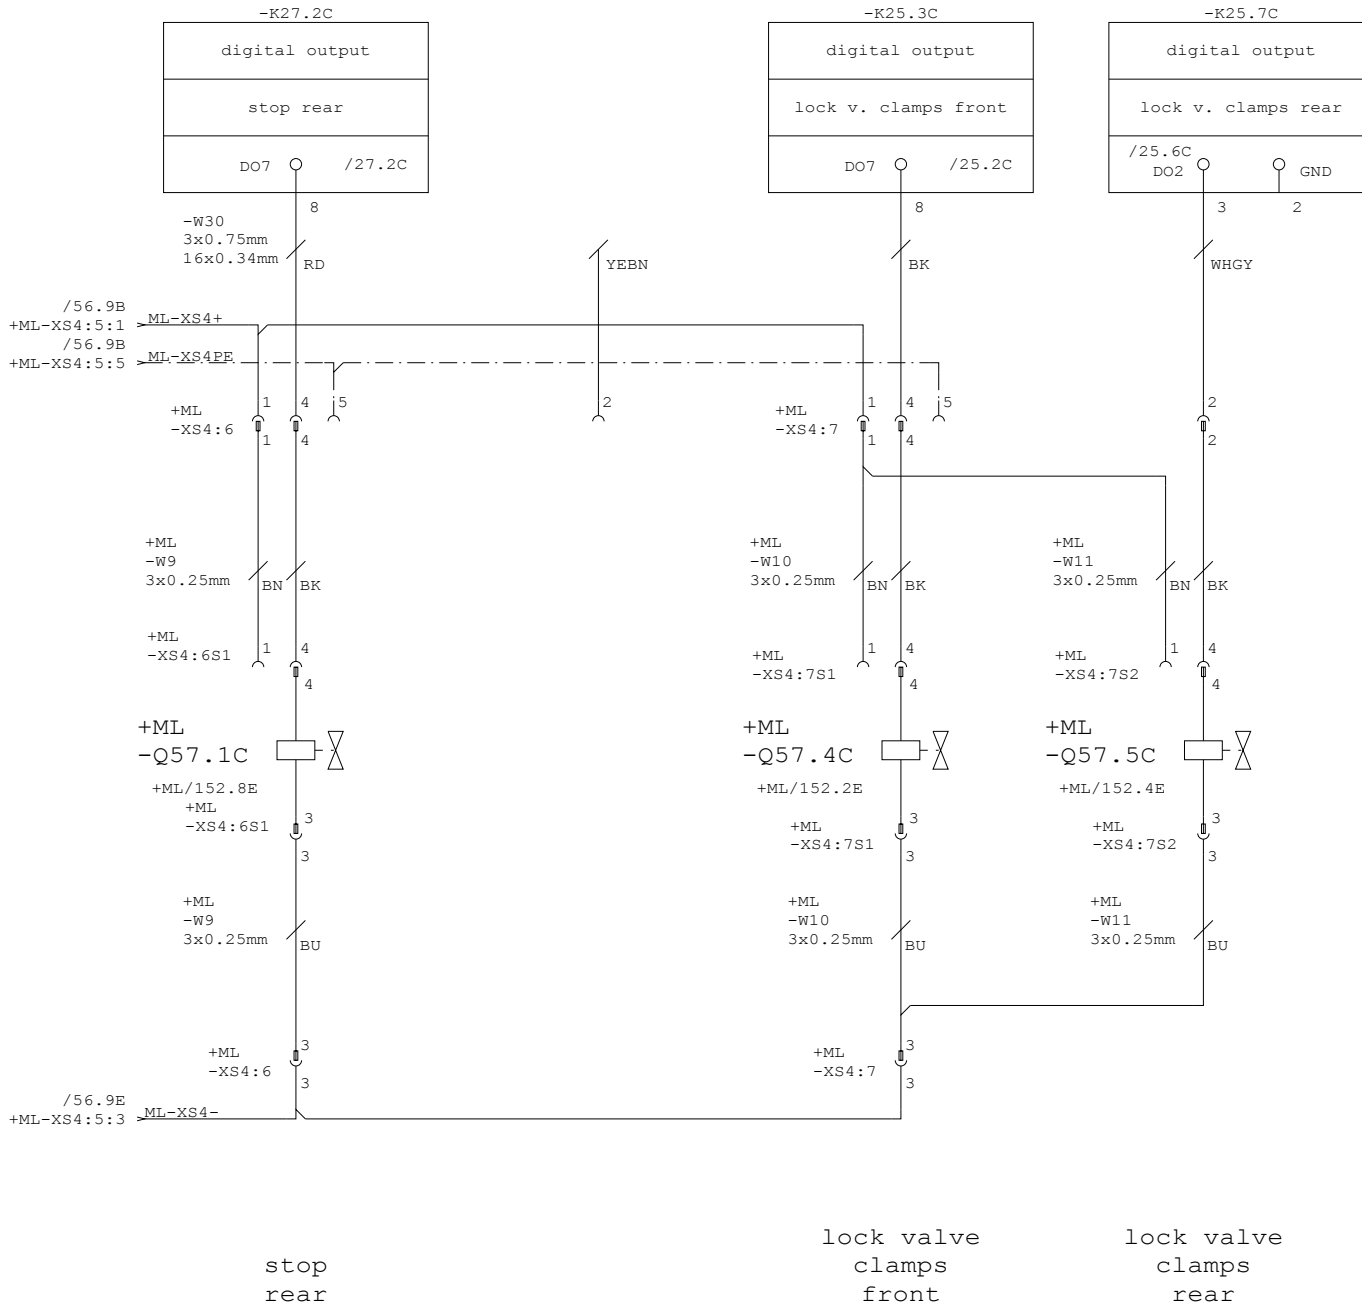 -K27.2C
-K25.3C
-K25.7C
digital output
digital output
digital output
stop rear
lock v. clamps front
lock v. clamps rear
DO7
/27.2C
DO7
/25.2C
/25.6C
DO2
GND
8
8
3
2
-W30
3x0.75mm
16x0.34mm
RD
YEBN
BK
WHGY
/56.9B
+ML-XS4:5:1
ML-XS4+
/56.9B
+ML-XS4:5:5
ML-XS4PE
+ML
-XS4:6
1
4
5
2
1
4
+ML
-XS4:7
1
4
5
1
4
2
2
+ML
-W9
3x0.25mm
BN
BK
+ML
-W10
3x0.25mm
BN
BK
+ML
-W11
3x0.25mm
BN
BK
+ML
-XS4:6S1
1
4
4
+ML
-XS4:7S1
1
4
4
+ML
-XS4:7S2
1
4
4
+ML
-Q57.1C
+ML/152.8E
+ML
-Q57.4C
+ML/152.2E
+ML
-Q57.5C
+ML/152.4E
+ML
-XS4:6S1
3
3
+ML
-XS4:7S1
3
3
+ML
-XS4:7S2
3
3
+ML
-W9
3x0.25mm
BU
+ML
-W10
3x0.25mm
BU
+ML
-W11
3x0.25mm
BU
+ML
-XS4:6
3
3
+ML
-XS4:7
3
3
/56.9E
+ML-XS4:5:3
ML-XS4-
stop
rear
lock valve
clamps
front
lock valve
clamps
rear